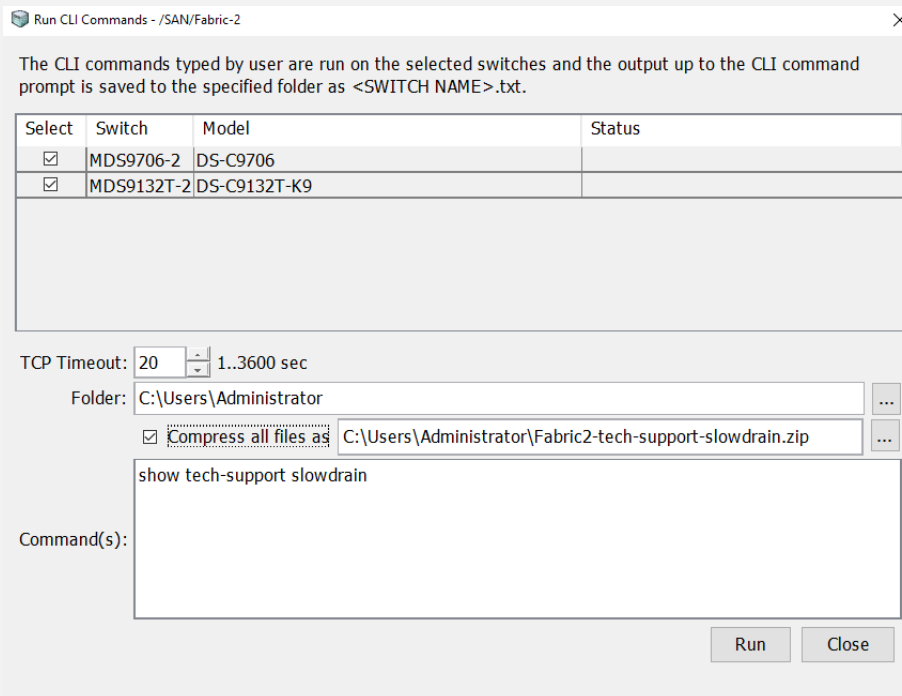 Run CLI Commands - /SAN/Fabric-2
The CLI commands typed by user are run on the selected switches and the output up to the CLI command
prompt is saved to the specified folder as <SWITCH NAME>.txt.
Select Switch Model Status
MDS9706-2 DS-C9706
MDS9132T-2 DS-C9132T-K9
TCP Timeout: 20 1..3600 sec
Folder: C:\Users\Administrator ...
Compress all files as C:\Users\Administrator\Fabric2-tech-support-slowdrain.zip ...
show tech-support slowdrain
Command(s):
Run Close